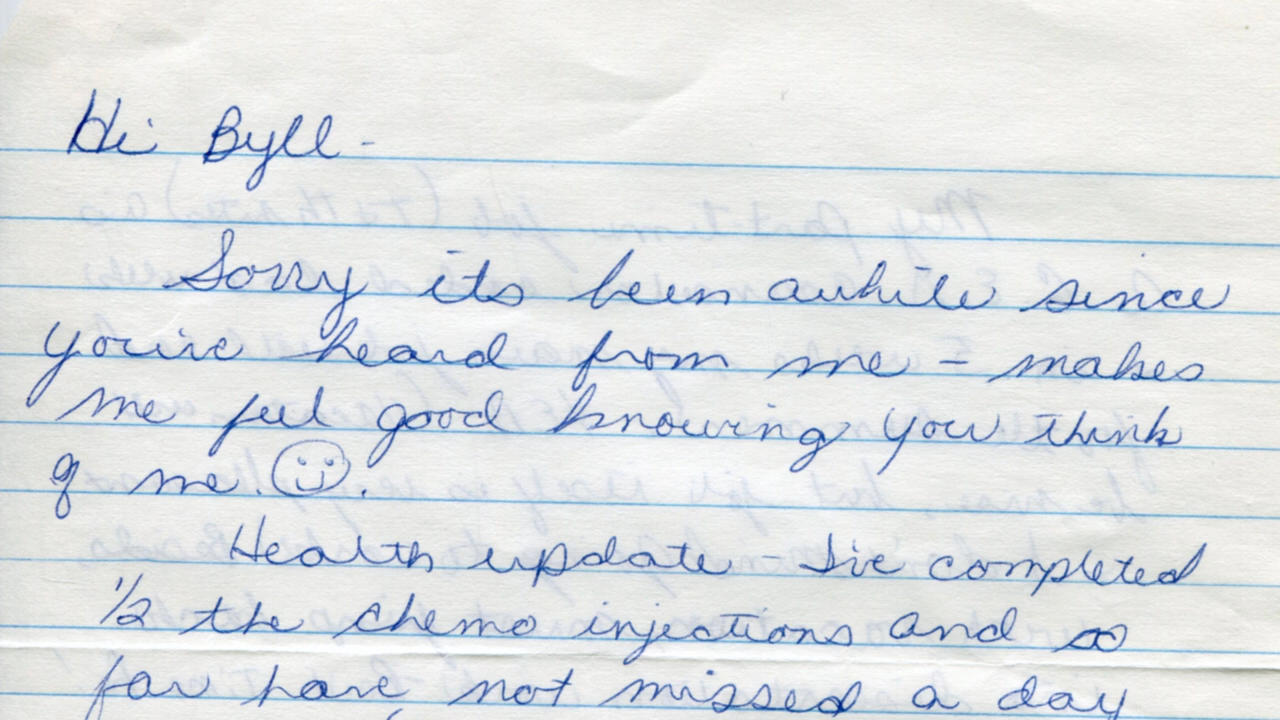 Hi Byll -
Sorry its been awhile since
you've heard from me - makes
me feel good knowing you think
of me. ☺.
Health update - I've completed
1/2 the chemo injections and so
far have not missed a day